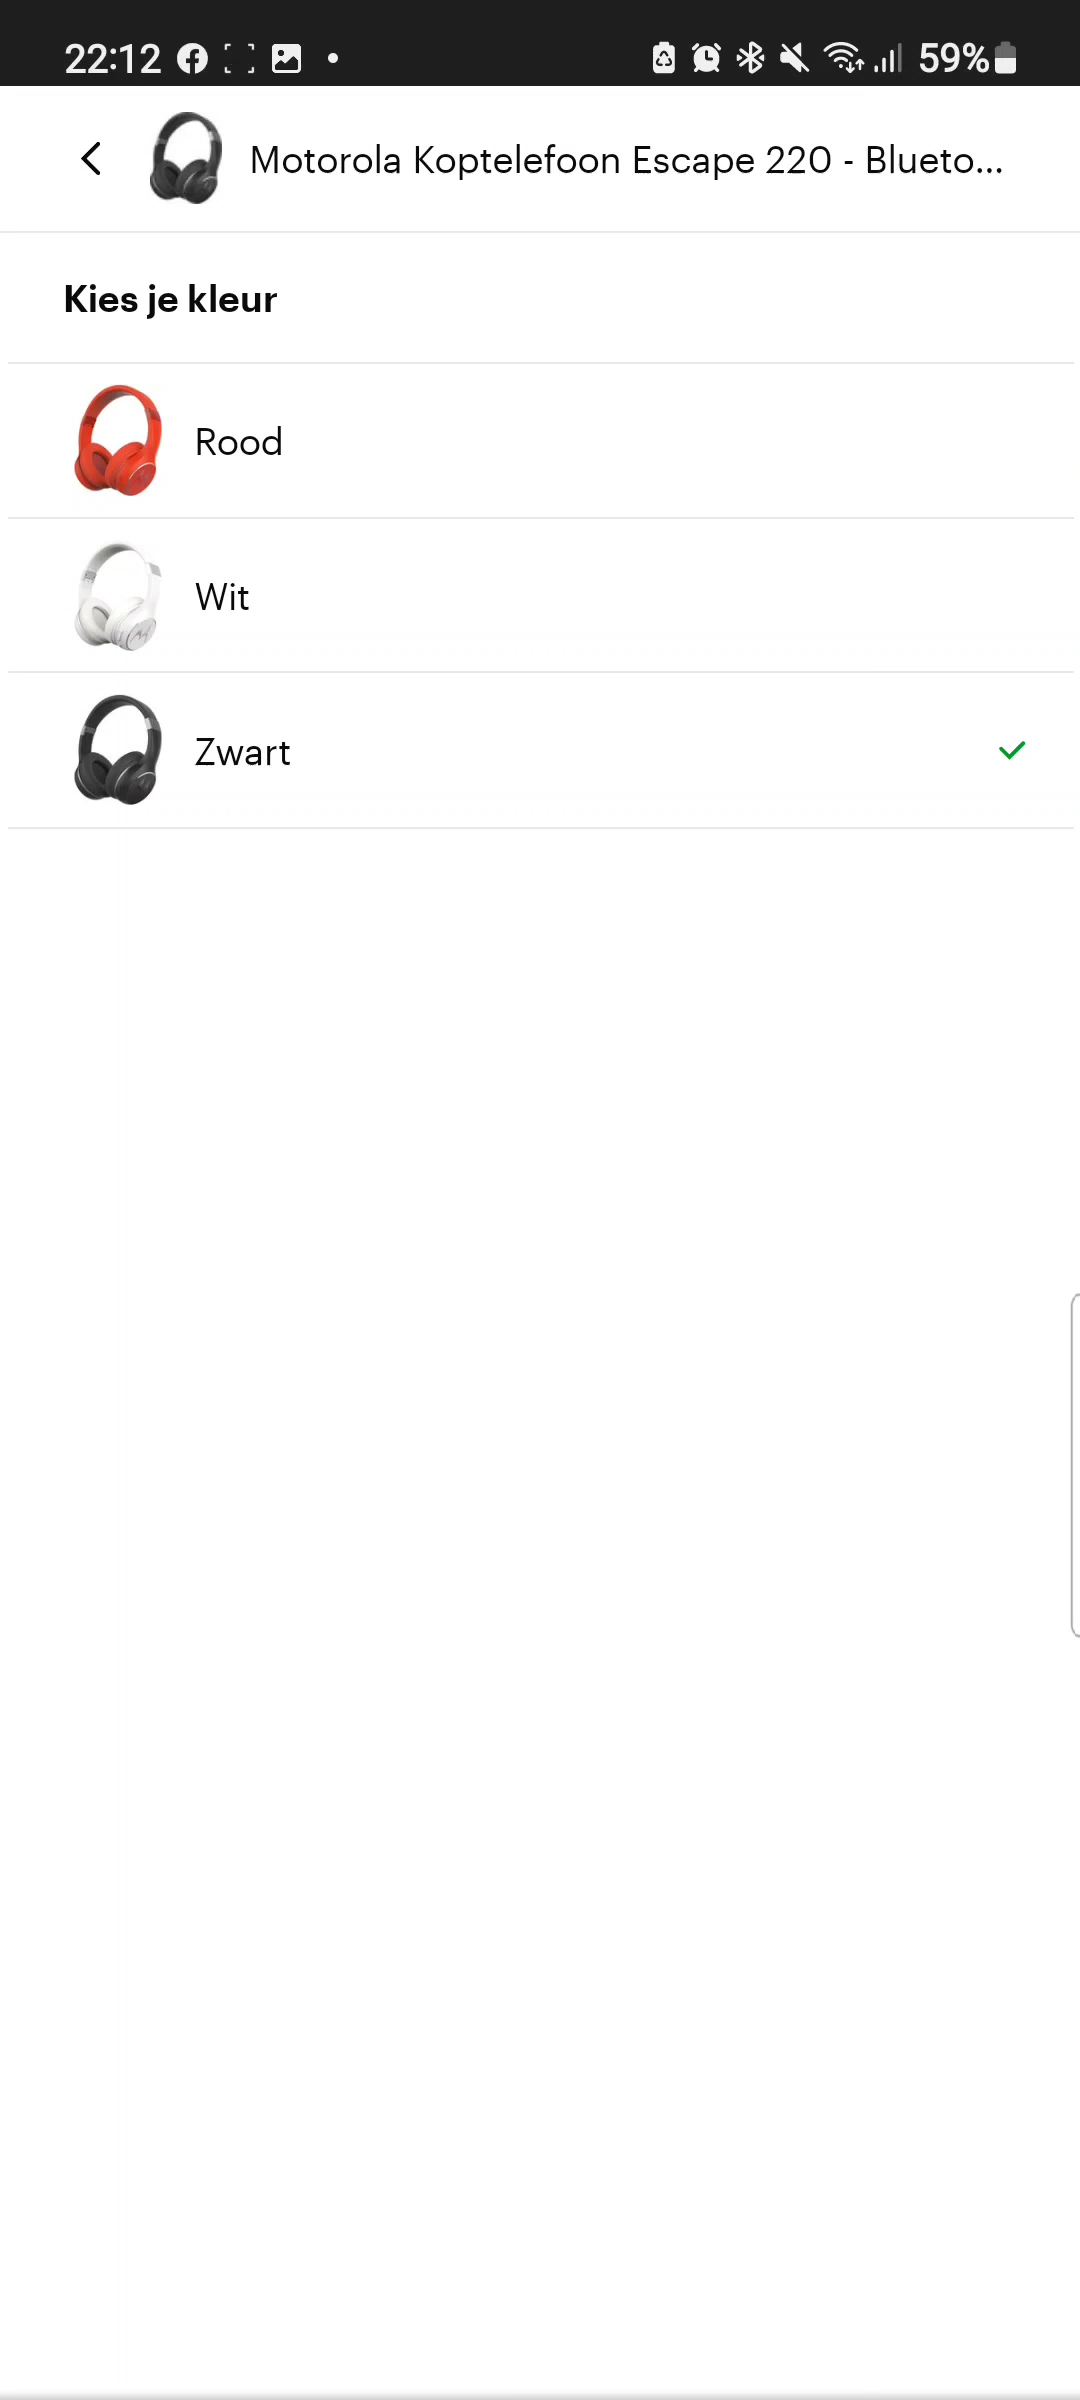 22:12
59%
Motorola Koptelefoon Escape 220 - Blueto...
Kies je kleur
Rood
Wit
Zwart